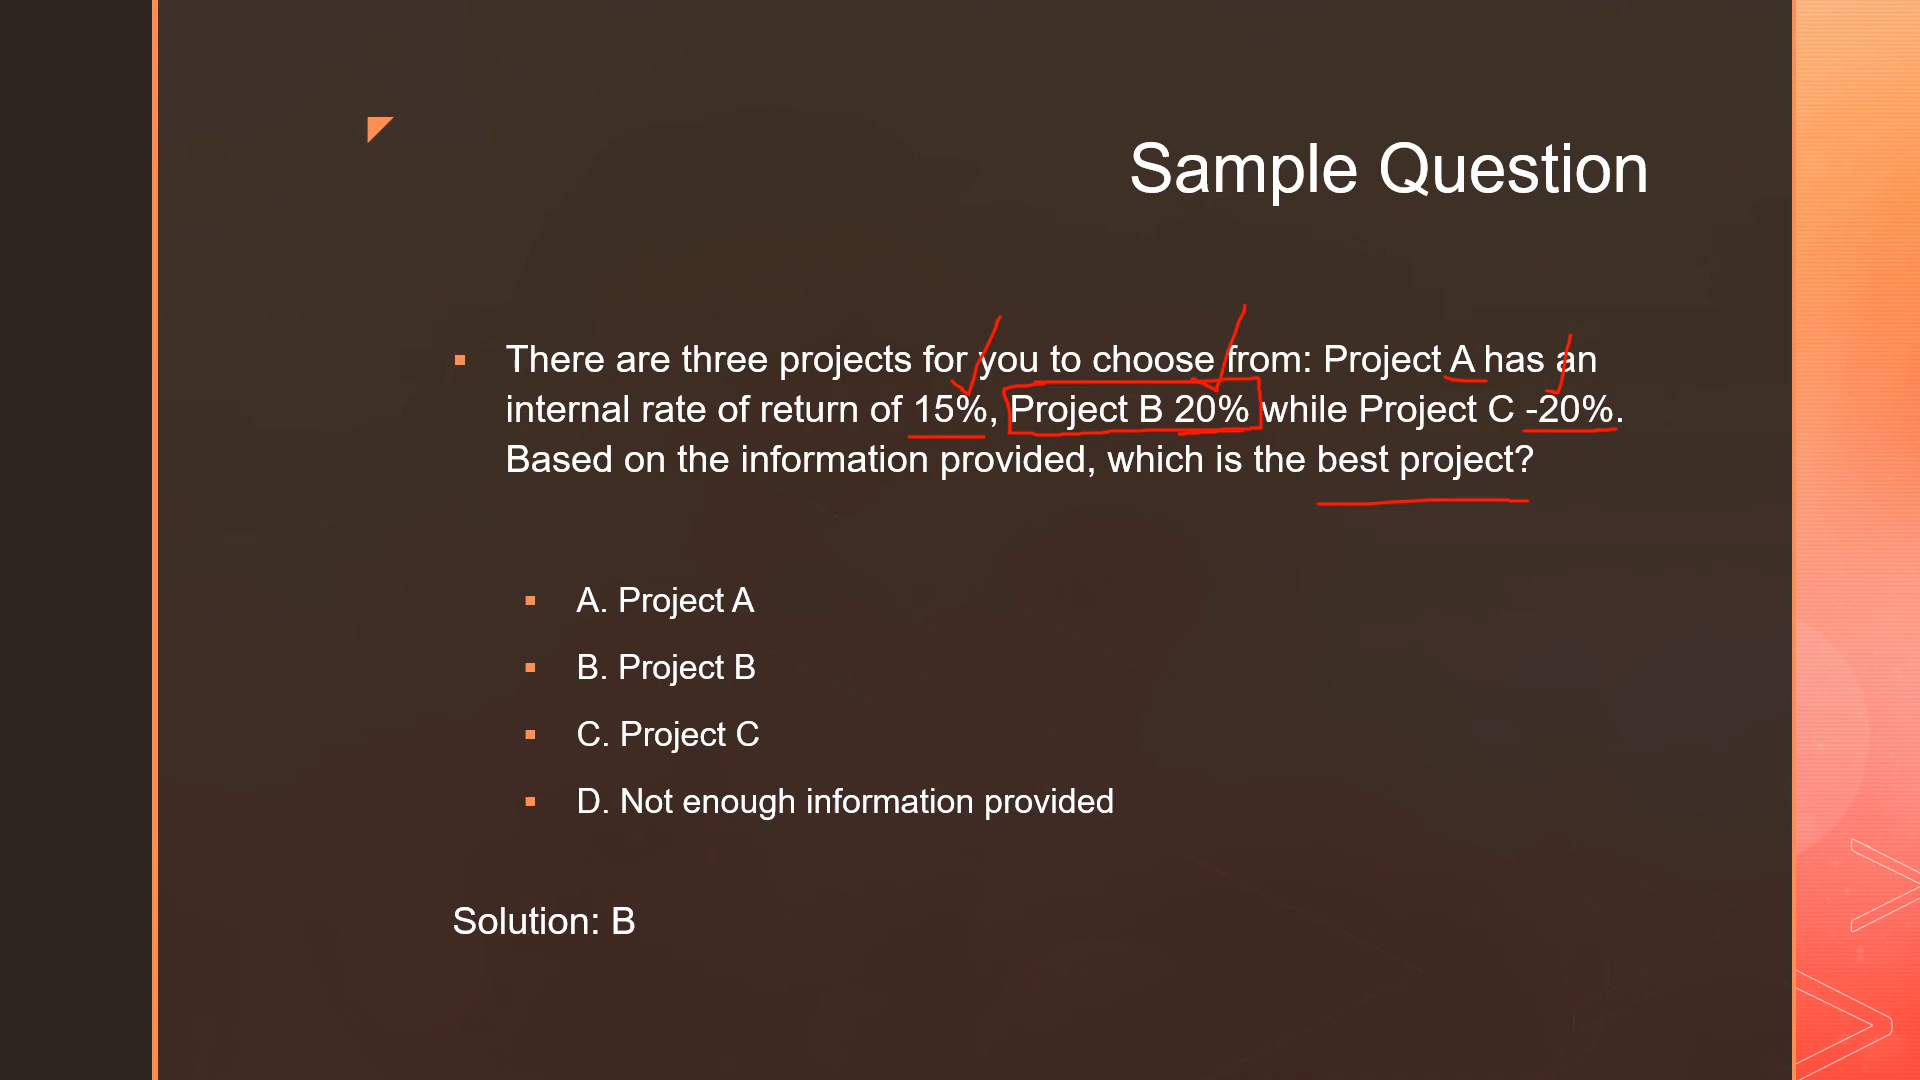 Sample Question
There are three projects for you to choose from: Project A has an
internal rate of return of 15%, Project B 20% while Project C -20%.
Based on the information provided, which is the best project?
A. Project A
B. Project B
C. Project C
D. Not enough information provided
Solution: B